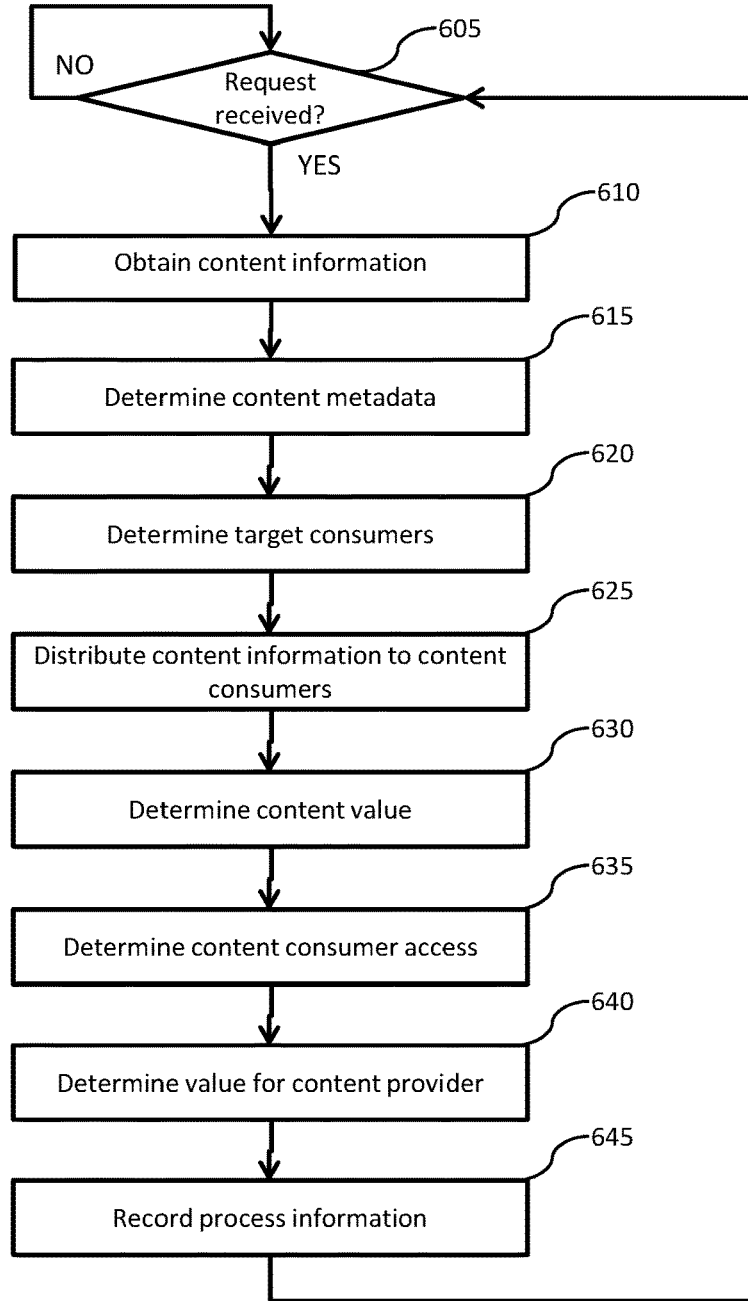 605
NO
Request
received?
YES
610
Obtain content information
615
Determine content metadata
620
Determine target consumers
625
Distribute content information to content
consumers
630
Determine content value
635
Determine content consumer access
640
Determine value for content provider
645
Record process information